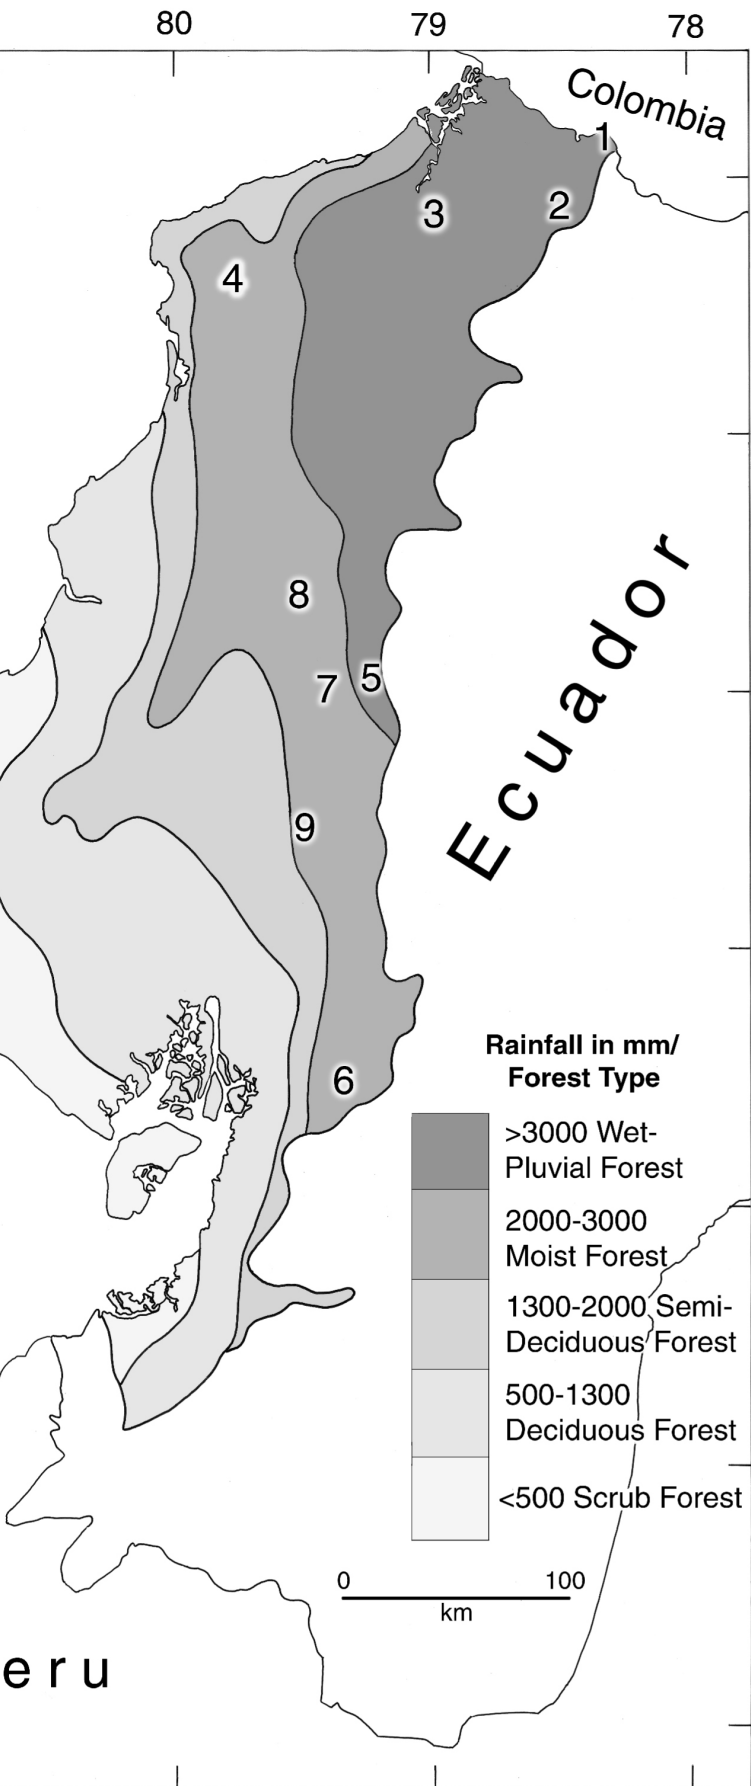 80
79
78
Colombia
1
2
3
4
Ecuador
8
7
5
9
6
Rainfall in mm/
Forest Type
>3000 Wet-
Pluvial Forest
2000-3000
Moist Forest
1300-2000 Semi-
Deciduous Forest
500-1300
Deciduous Forest
<500 Scrub Forest
0
100
km
eru